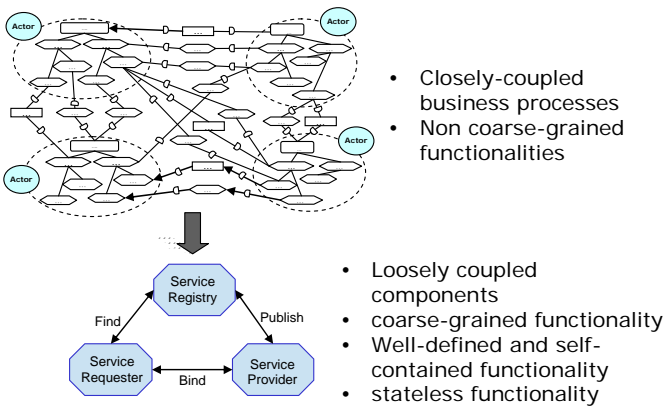 Actor
Actor
Actor
Actor
• Closely-coupled
business processes
• Non coarse-grained
functionalities
Service
Registry
Find
Publish
Service
Requester
Bind
Service
Provider
• Loosely coupled
components
• coarse-grained functionality
• Well-defined and self-
contained functionality
• stateless functionality